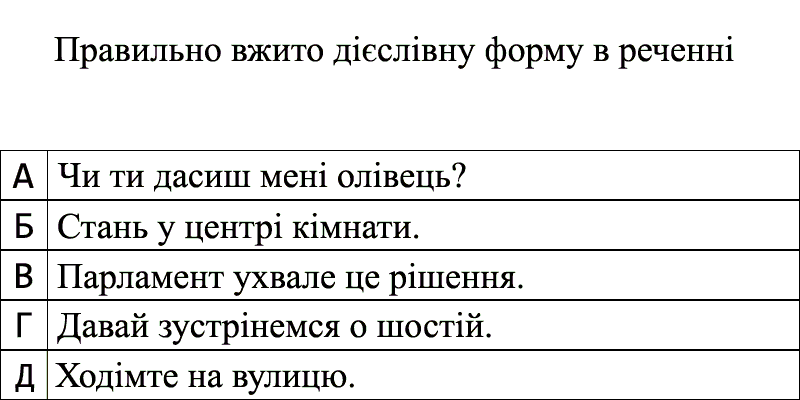 Правильно вжито дієслівну форму в реченні
А Чи ти дасиш мені олівець?
Б Стань у центрі кімнати.
В Парламент ухвале це рішення.
Г Давай зустрінемся о шостій.
Д Ходімте на вулицю.